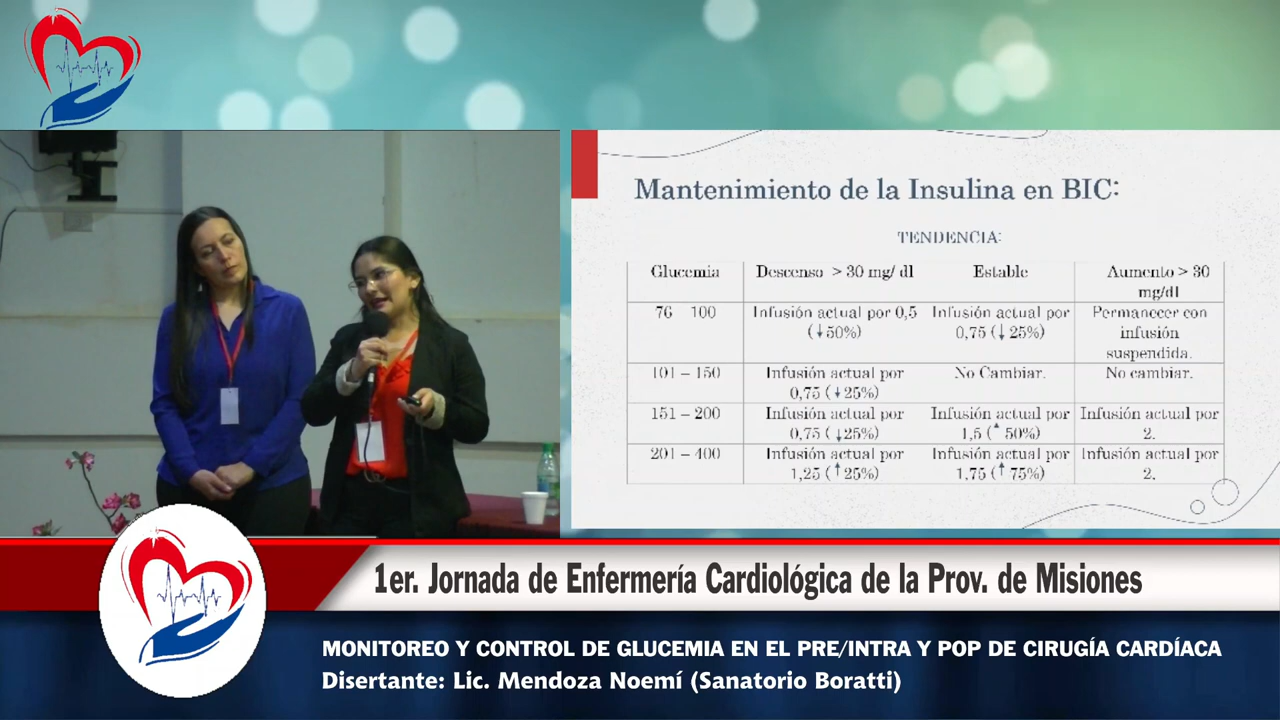 Mantenimiento de la Insulina en BIC:
TENDENCIA:
Glucemia Descenso > 30 mg/ dl Estable Aumento > 30 mg/dl
76 – 100 Infusión actual por 0,5 (↓50%) Infusión actual por 0,75 (↓ 25%) Permanecer con infusión suspendida.
101 – 150 Infusión actual por 0,75 (↓25%) No Cambiar. No cambiar.
151 – 200 Infusión actual por 0,75 (↓25%) Infusión actual por 1,5 (↑ 50%) Infusión actual por 2.
201 – 400 Infusión actual por 1,25 (↑25%) Infusión actual por 1,75 (↑ 75%) Infusión actual por 2.
1er. Jornada de Enfermería Cardiológica de la Prov. de Misiones
MONITOREO Y CONTROL DE GLUCEMIA EN EL PRE/INTRA Y POP DE CIRUGÍA CARDÍACA
Disertante: Lic. Mendoza Noemí (Sanatorio Boratti)